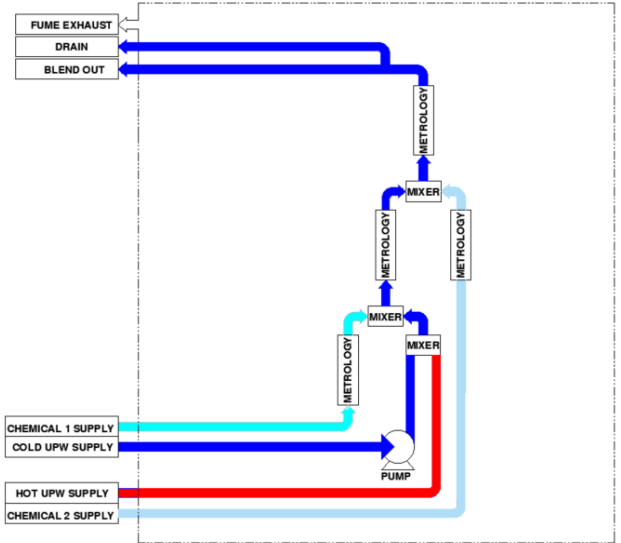 FUME EXHAUST
DRAIN
BLEND OUT
METROLOGY
MIXER
METROLOGY
METROLOGY
MIXER
MIXER
METROLOGY
CHEMICAL 1 SUPPLY
COLD UPW SUPPLY
PUMP
HOT UPW SUPPLY
CHEMICAL 2 SUPPLY